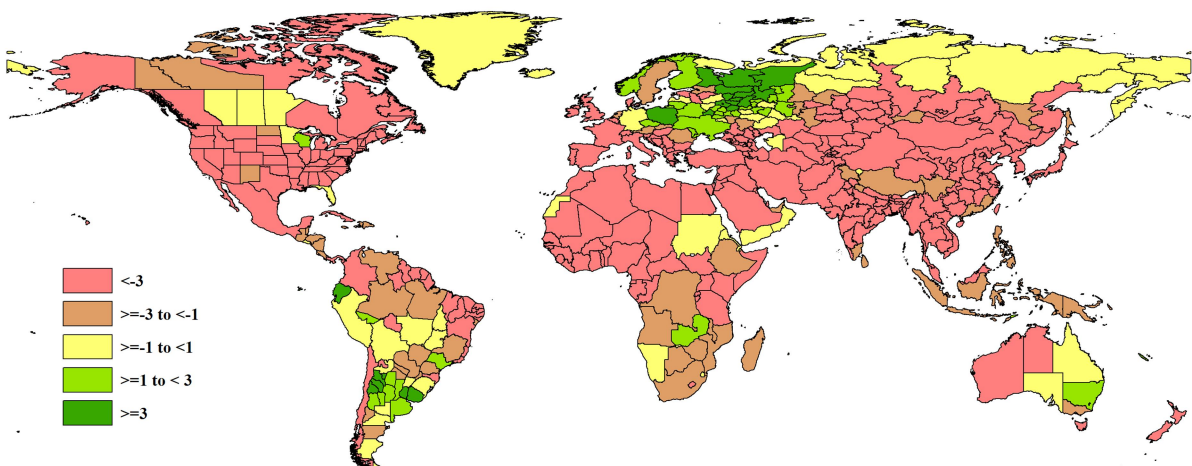 <-3
>=-3 to <-1
>=-1 to <1
>=1 to < 3
>=3